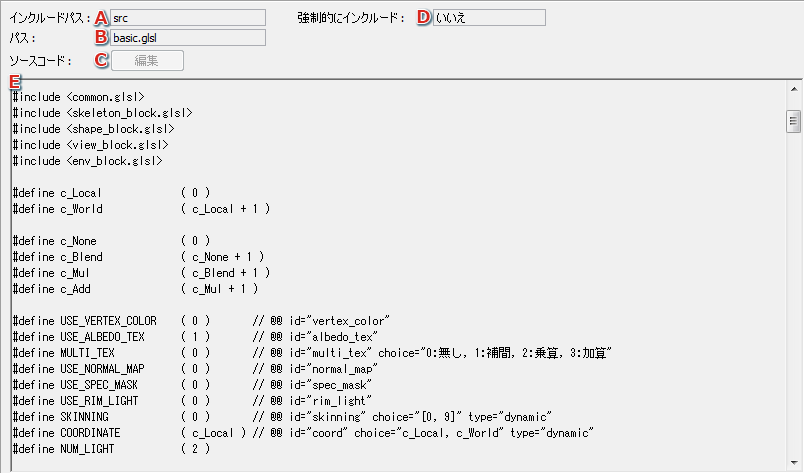 インクルードパス： A src 強制的にインクルード： D いいえ
パス： B basic.glsl
ソースコード： C 編集
E
#include <common.glsl>
#include <skeleton_block.glsl>
#include <shape_block.glsl>
#include <view_block.glsl>
#include <env_block.glsl>
#define c_Local ( 0 )
#define c_World ( c_Local + 1 )
#define c_None ( 0 )
#define c_Blend ( c_None + 1 )
#define c_Mul ( c_Blend + 1 )
#define c_Add ( c_Mul + 1 )
#define USE_VERTEX_COLOR ( 0 ) // @@ id="vertex_color"
#define USE_ALBEDO_TEX ( 1 ) // @@ id="albedo_tex"
#define MULTI_TEX ( 0 ) // @@ id="multi_tex" choice="0:無し, 1:補間, 2:乗算, 3:加算"
#define USE_NORMAL_MAP ( 0 ) // @@ id="normal_map"
#define USE_SPEC_MASK ( 0 ) // @@ id="spec_mask"
#define USE_RIM_LIGHT ( 0 ) // @@ id="rim_light"
#define SKINNING ( 0 ) // @@ id="skinning" choice="[0, 9]" type="dynamic"
#define COORDINATE ( c_Local ) // @@ id="coord" choice="c_Local, c_World" type="dynamic"
#define NUM_LIGHT ( 2 )